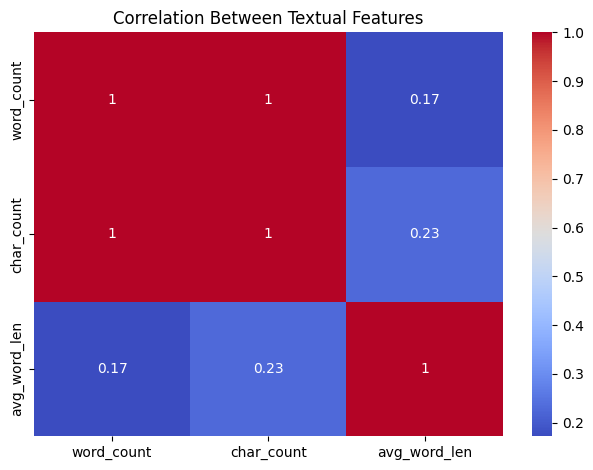 Correlation Between Textual Features
word_count
1
1
0.17
char_count
1
1
0.23
avg_word_len
0.17
0.23
1
word_count
char_count
avg_word_len
1.0
0.9
0.8
0.7
0.6
0.5
0.4
0.3
0.2